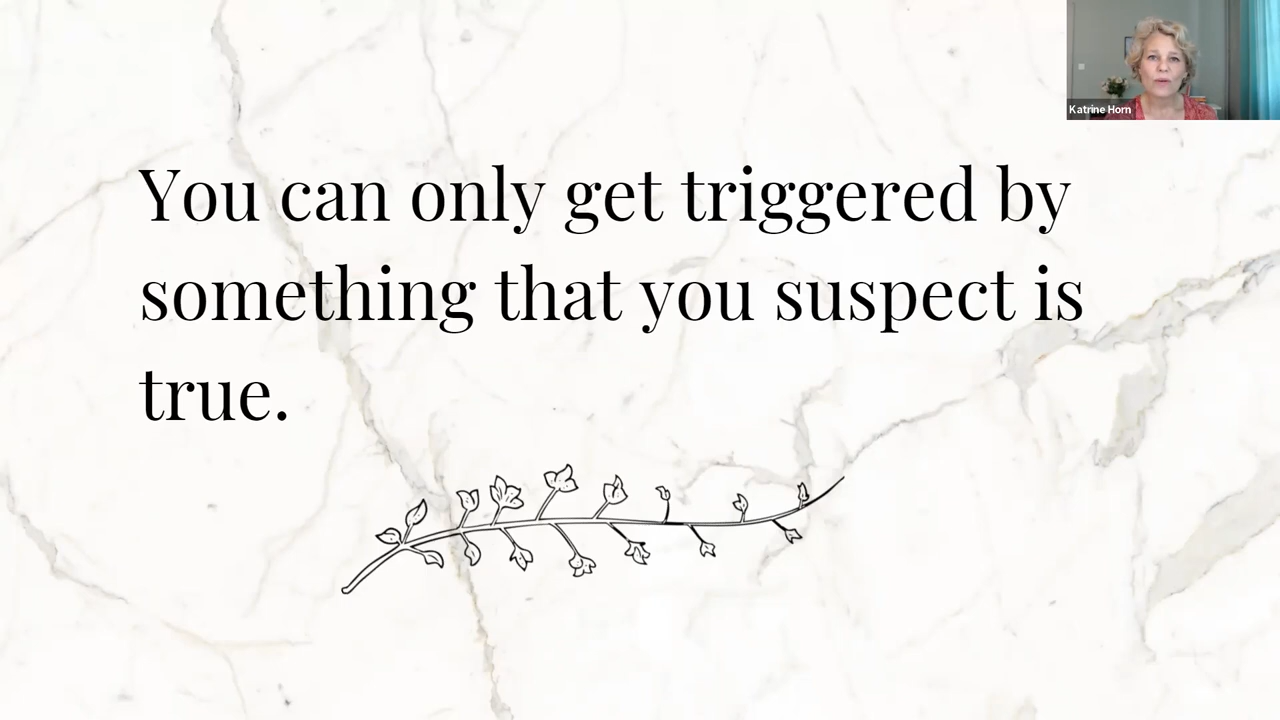 Katrine Horn
You can only get triggered by
something that you suspect is
true.